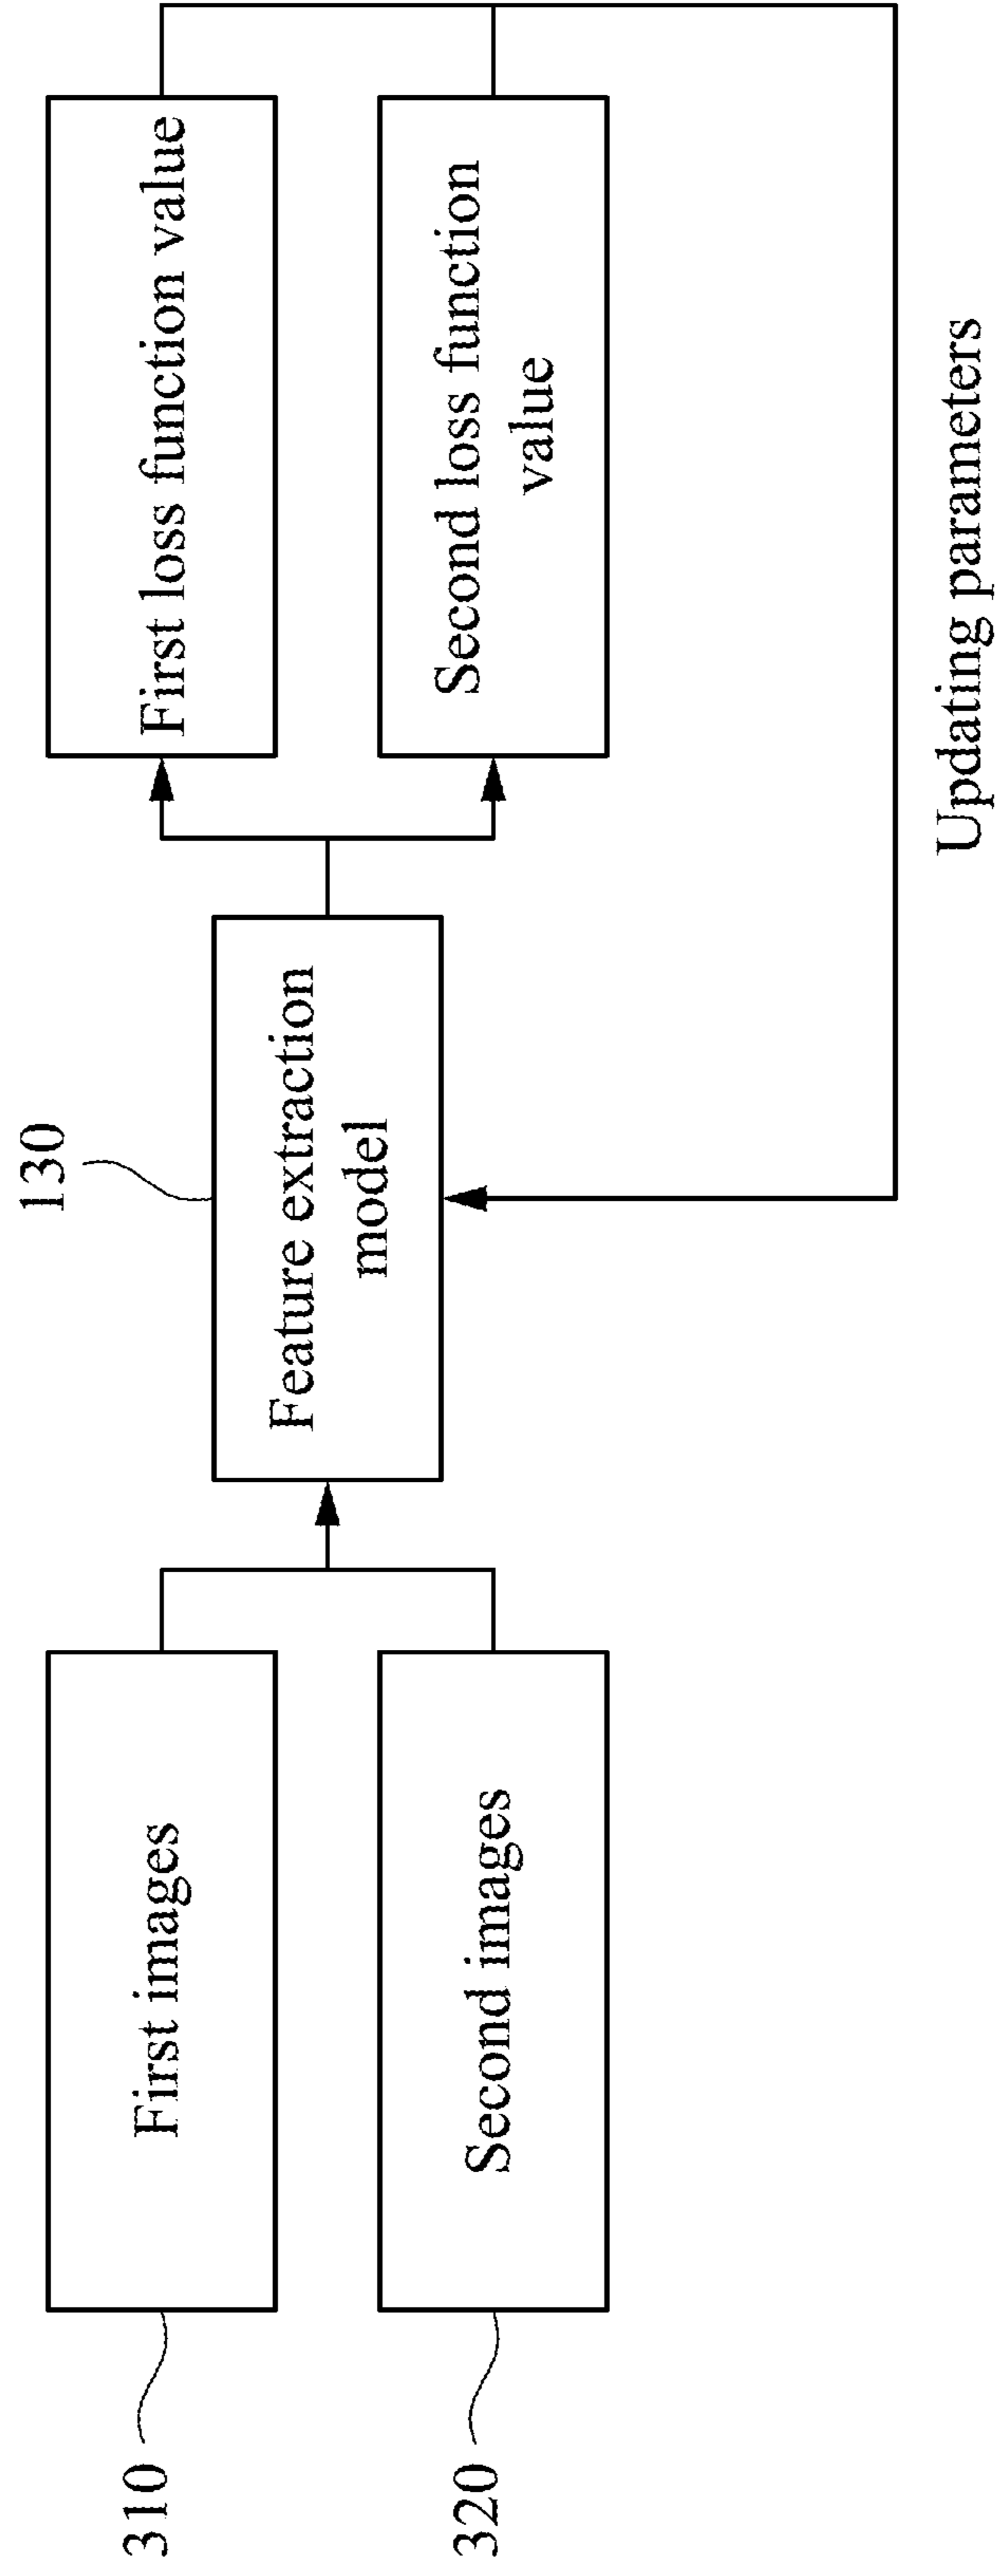 310
First images
320
Second images
130
Feature extraction
model
First loss function value
Second loss function
value
Updating parameters